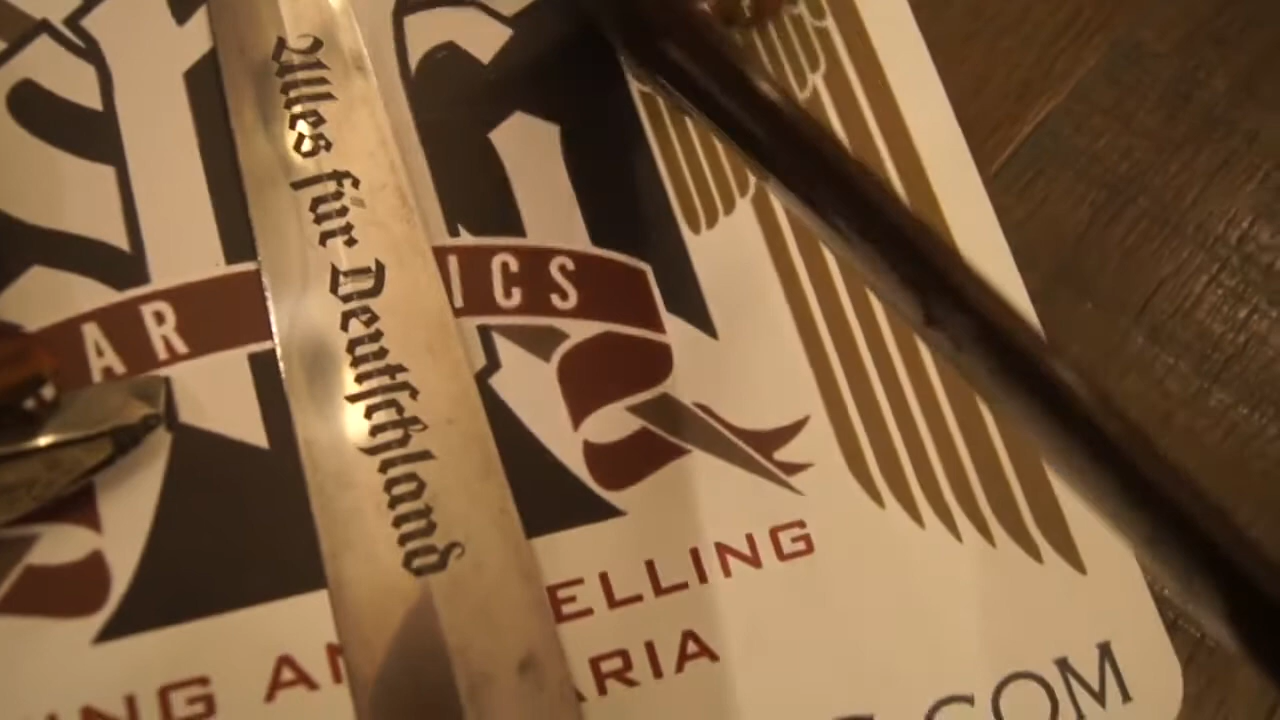 Alles für Deutschland
AR ICS
ELLING
NG AN
ARIA
.COM